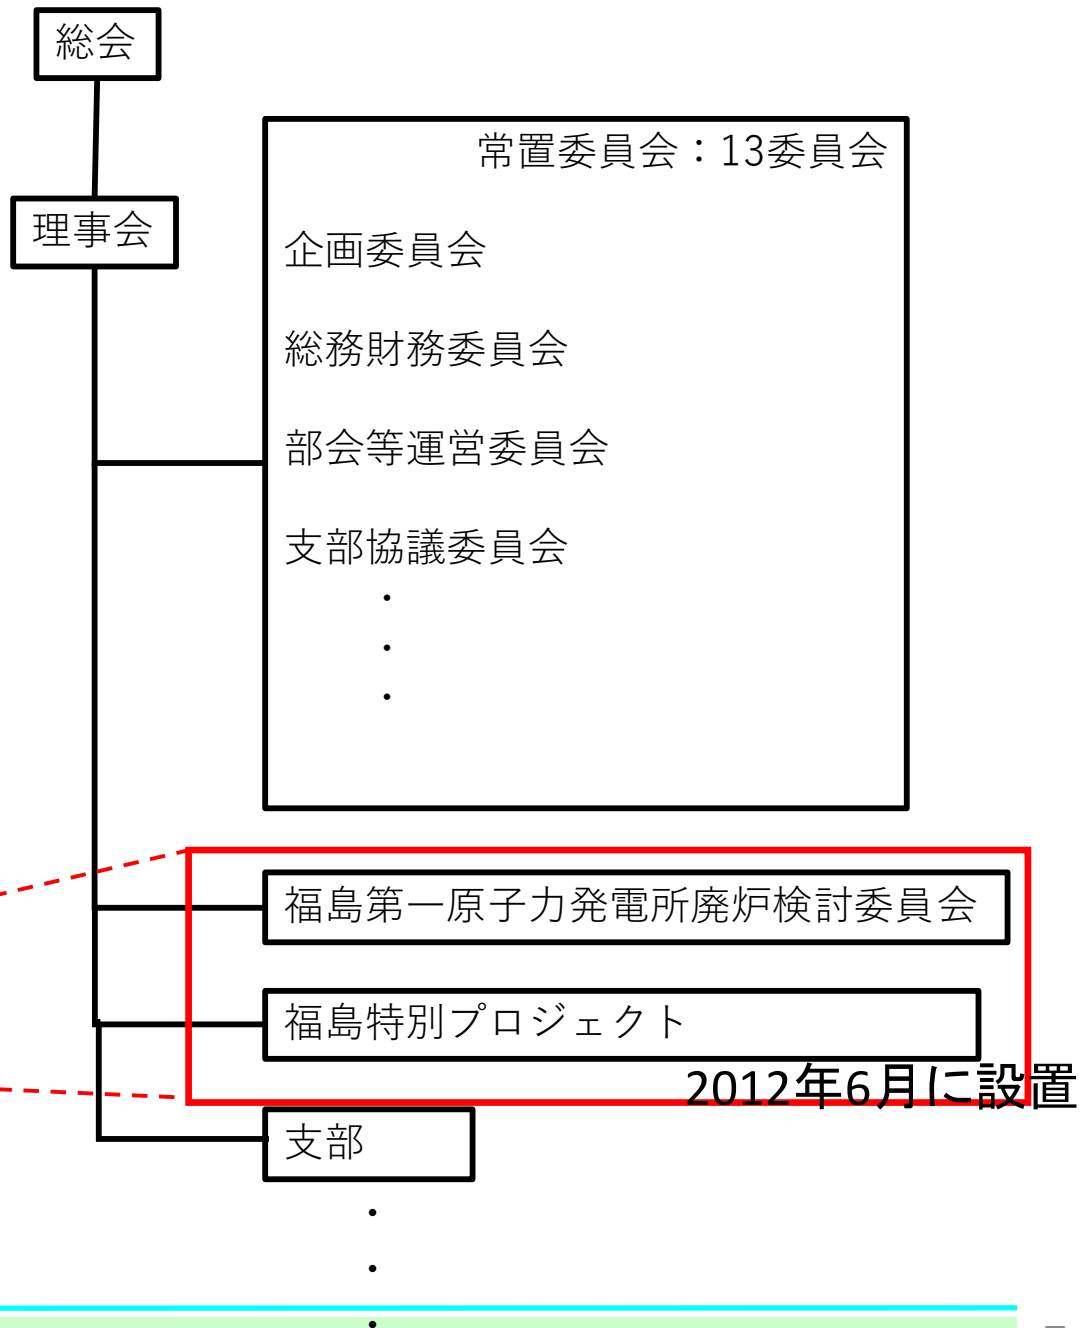 総会
理事会
常置委員会：13委員会
企画委員会
総務財務委員会
部会等運営委員会
支部協議委員会
・
・
・
福島第一原子力発電所廃炉検討委員会
福島特別プロジェクト
2012年6月に設置
支部
・
・
・